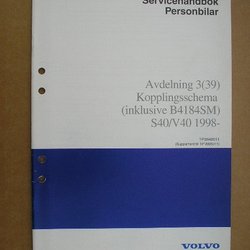 Servicehandbok
Personbilar
Avdelning 3(39)
Kopplingsschema
(inklusive B4184SM)
S40/V40 1998-
VOLVO